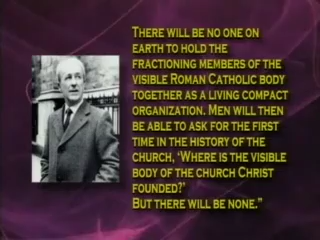 There will be no one on
earth to hold the
fractioning members of the
visible Roman Catholic body
together as a living compact
organization. Men will then
be able to ask for the first
time in the history of the
church, ‘Where is the visible
body of the church Christ
founded?’
But there will be none.”